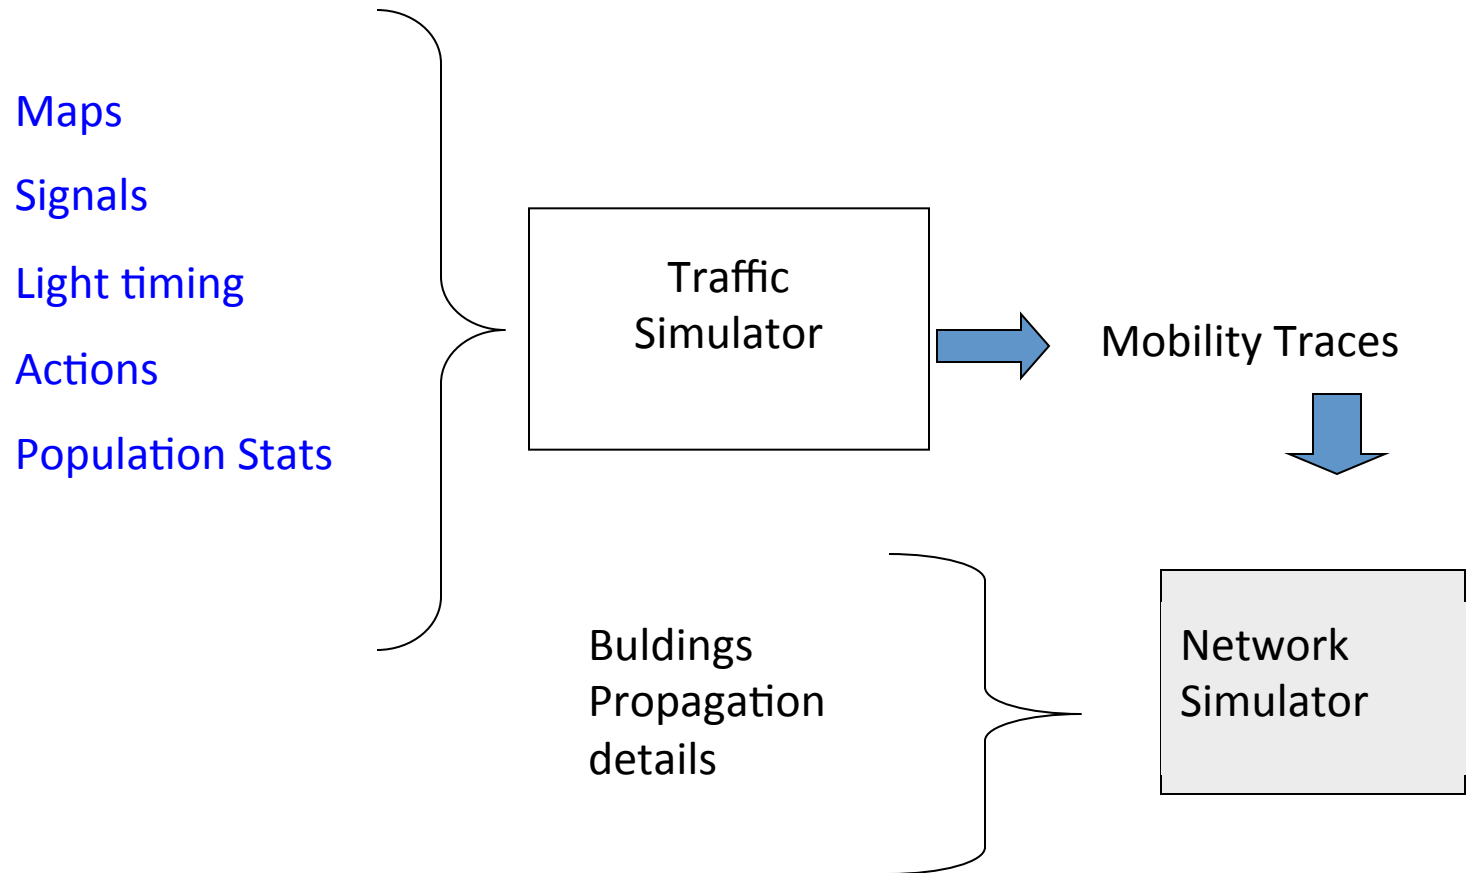 Maps
Signals
Light timing
Actions
Population Stats
Traffic
Simulator
Mobility Traces
Buldings
Propagation
details
Network
Simulator